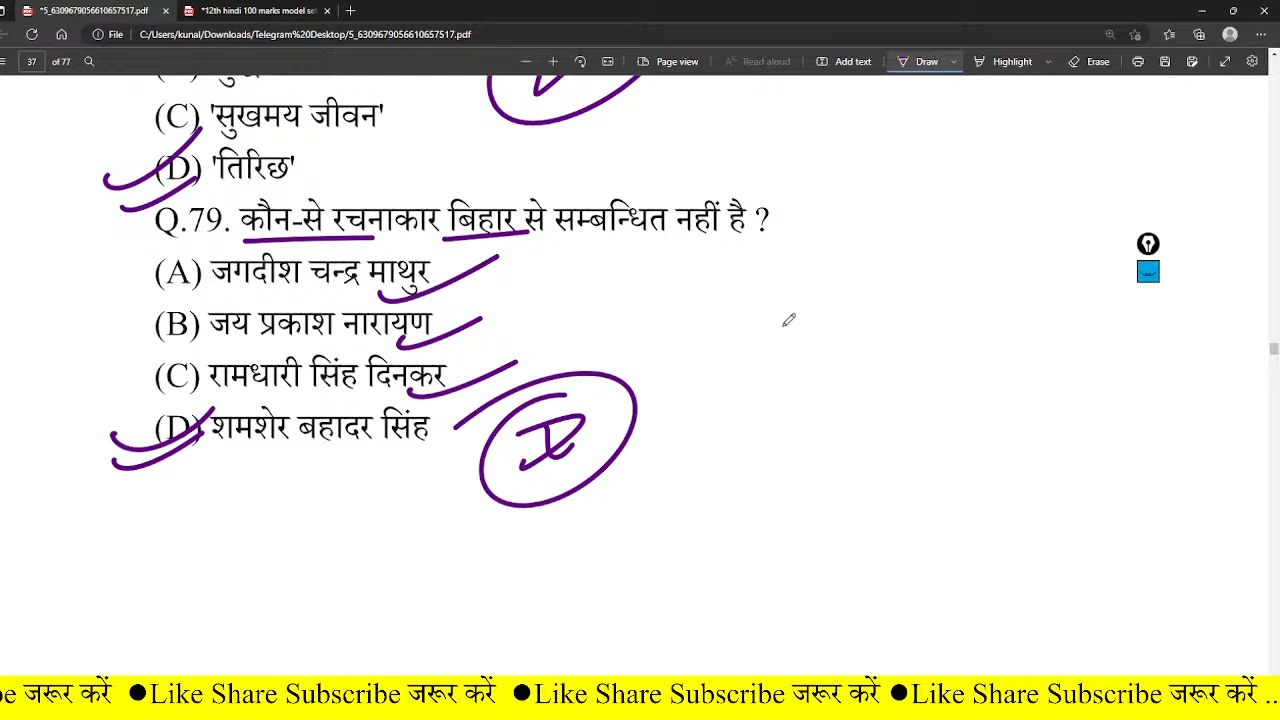 *5_6309679056610657517.pdf
*12th hindi 100 marks model se
File C:/Users/kunal/Downloads/Telegram%20Desktop/5_6309679056610657517.pdf
37 of 77 Page view Read aloud Add text Draw Highlight Erase
(C) 'सुखमय जीवन'
(D) 'तिरिछ'
Q.79. कौन-से रचनाकार बिहार से सम्बन्धित नहीं है ?
(A) जगदीश चन्द्र माथुर
(B) जय प्रकाश नारायण
(C) रामधारी सिंह दिनकर
(D) शमशेर बहादर सिंह
be जरूर करें ●Like Share Subscribe जरूर करें ●Like Share Subscribe जरूर करें ●Like Share Subscribe जरूर करें ..